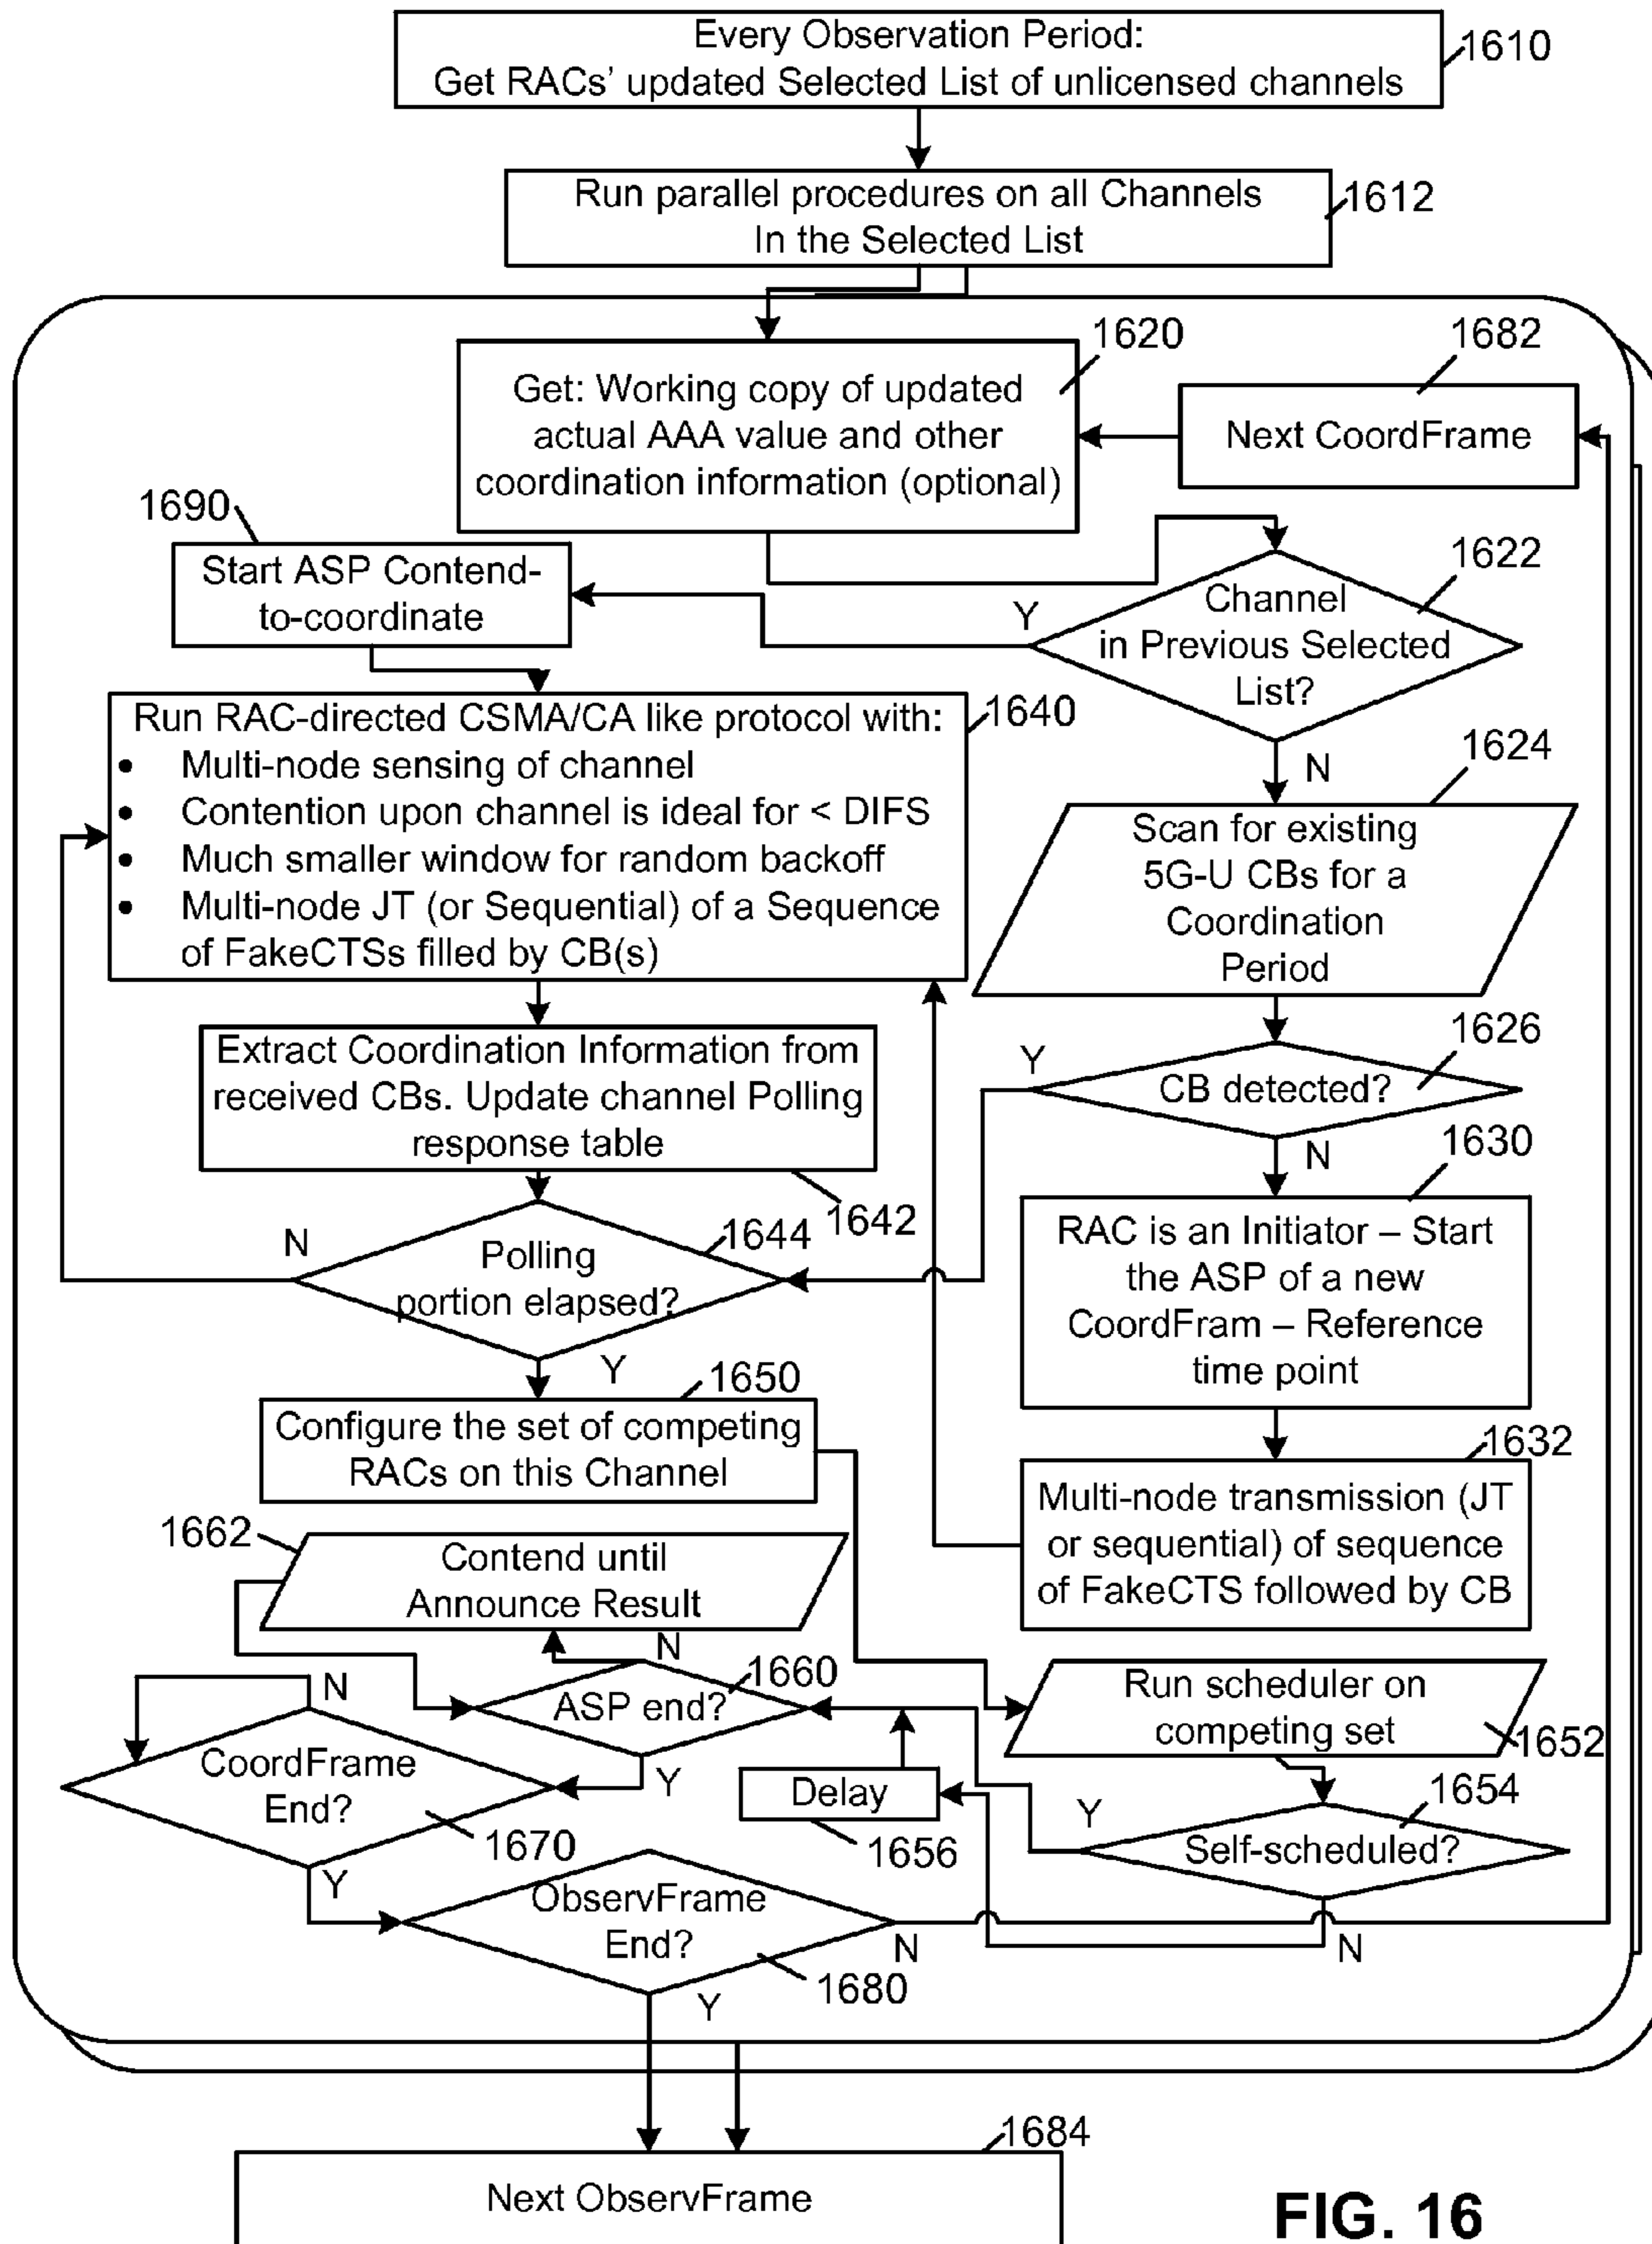 Every Observation Period:
Get RACs' updated Selected List of unlicensed channels
1610
Run parallel procedures on all Channels
In the Selected List
1612
1620
1682
Get: Working copy of updated
actual AAA value and other
coordination information (optional)
Next CoordFrame
1690
Start ASP Contend-
to-coordinate
1622
Channel
in Previous Selected
List?
Y
N
Run RAC-directed CSMA/CA like protocol with:
• Multi-node sensing of channel
• Contention upon channel is ideal for < DIFS
• Much smaller window for random backoff
• Multi-node JT (or Sequential) of a Sequence
of FakeCTSs filled by CB(s)
1640
1624
Scan for existing
5G-U CBs for a
Coordination
Period
Extract Coordination Information from
received CBs. Update channel Polling
response table
1642
1626
CB detected?
Y
N
1630
RAC is an Initiator – Start
the ASP of a new
CoordFram – Reference
time point
1644
Polling
portion elapsed?
N
Y
1650
Configure the set of competing
RACs on this Channel
1632
Multi-node transmission (JT
or sequential) of sequence
of FakeCTS followed by CB
1662
Contend until
Announce Result
N
1660
ASP end?
Y
Run scheduler on
competing set
1652
N
CoordFrame
End?
1670
Y
Delay
1656
1654
Self-scheduled?
Y
N
ObservFrame
End?
N
1680
Y
1684
Next ObservFrame
FIG. 16